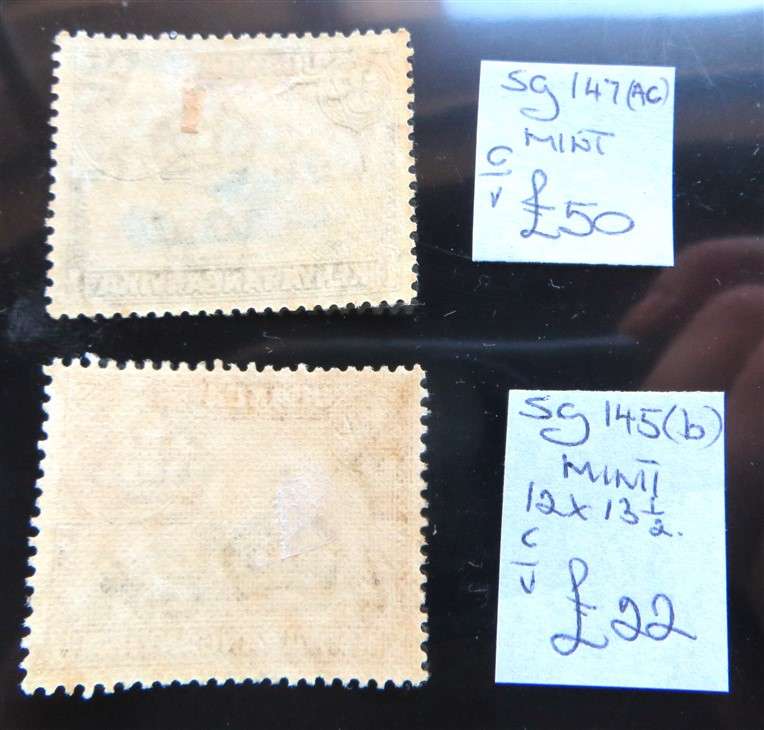 SG 147(AC)
MINT
C
V
£50
SG 145(b)
MINT
12 x 13½.
C
V
£22